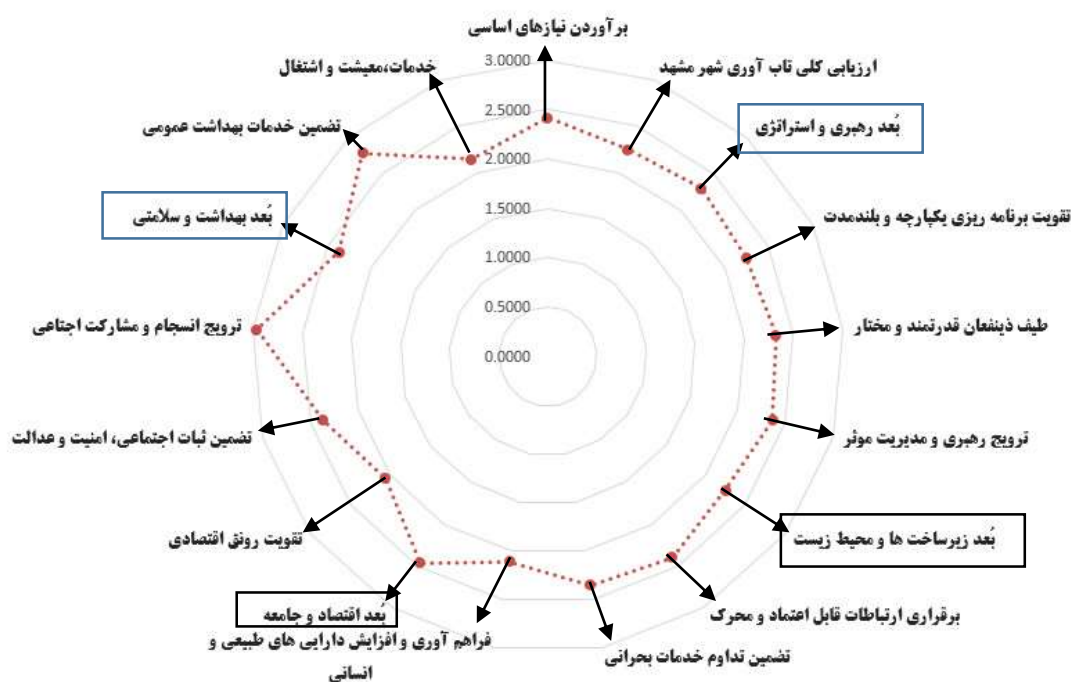 برآوردن نیازهای اساسی
ارزیابی کلی تاب آوری شهر مشهد
بُعد رهبری و استراتژی
تقویت برنامه ریزی یکپارچه و بلندمدت
طیف ذینفعان قدرتمند و مختار
ترویج رهبری و مدیریت موثر
بُعد زیرساخت ها و محیط زیست
برقراری ارتباطات قابل اعتماد و محرک
تضمین تداوم خدمات بحرانی
فراهم آوری و افزایش دارایی های طبیعی و
انسانی
بُعد اقتصاد و جامعه
تقویت رونق اقتصادی
تضمین ثبات اجتماعی، امنیت و عدالت
ترویج انسجام و مشارکت اجتاعی
بُعد بهداشت و سلامتی
تضمین خدمات بهداشت عمومی
خدمات،معیشت و اشتغال
3.0000
2.5000
2.0000
1.5000
1.0000
0.5000
0.0000